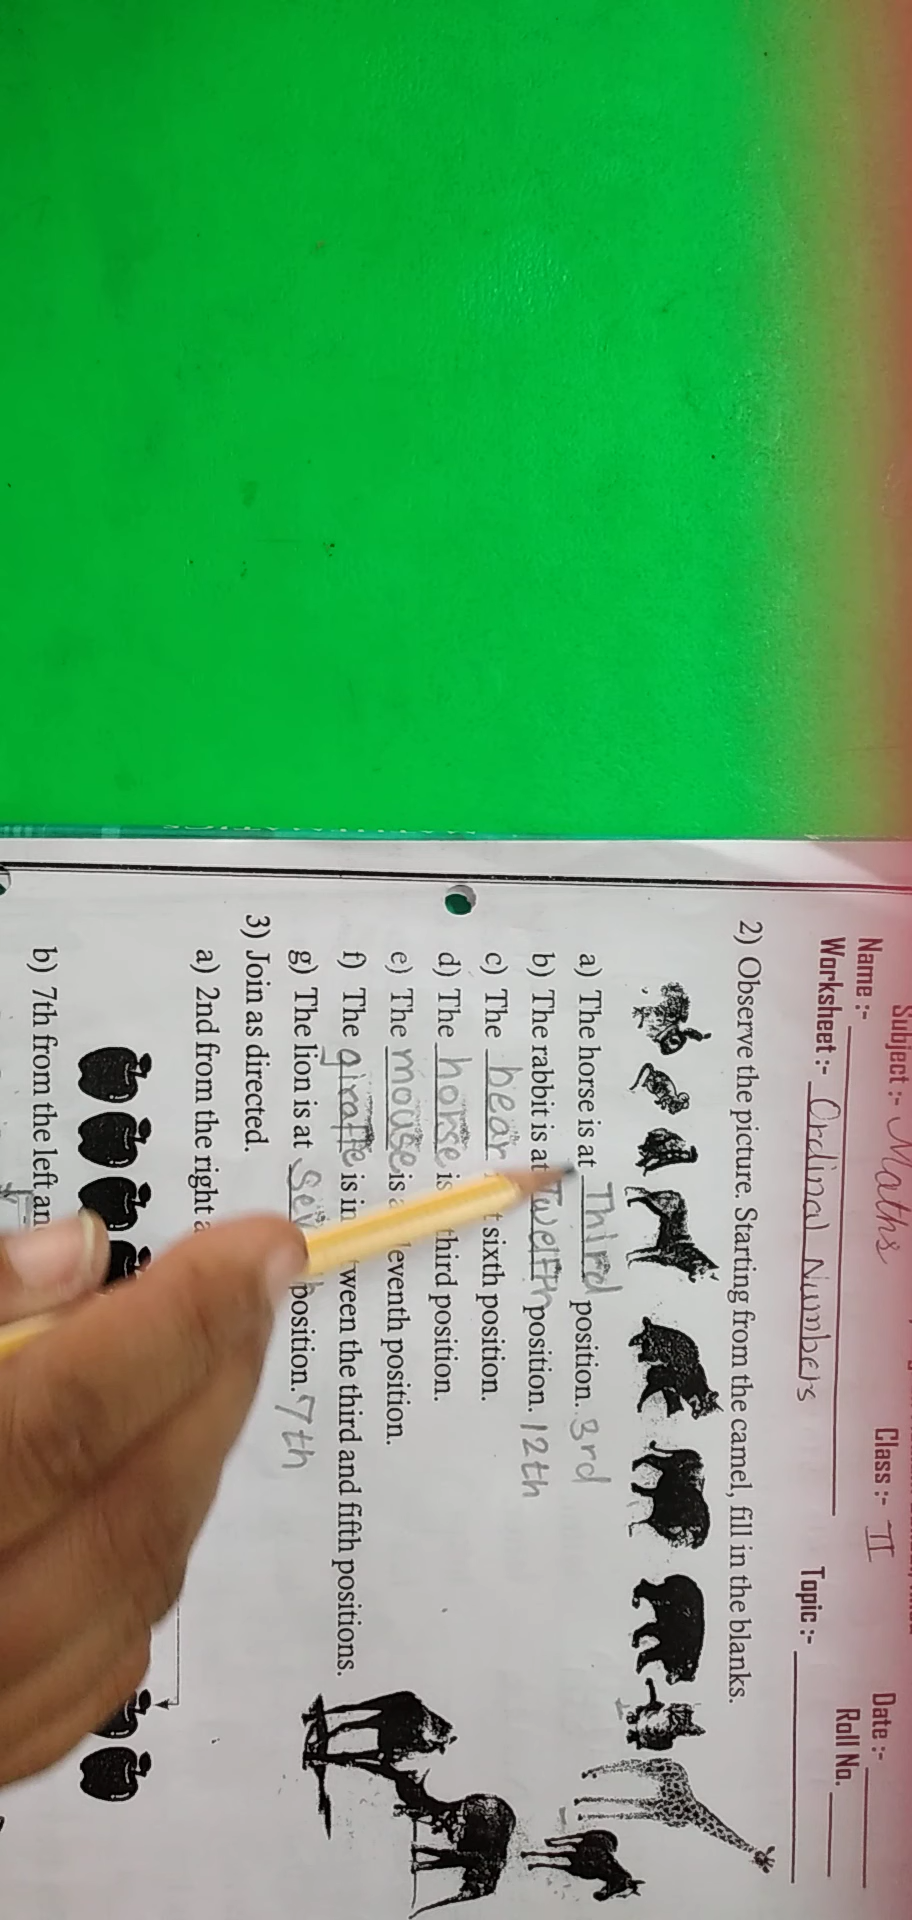 Subject :- Maths
Class :- II
Date :-
Name :-
Roll No.
Worksheet :- Ordinal Numbers
Topic :-
2) Observe the picture. Starting from the camel, fill in the blanks.
a) The horse is at Third position. 3rd
b) The rabbit is at Twelfth position. 12th
c) The bear t sixth position.
d) The horse is third position.
e) The mouse is eventh position.
f) The giraffe is in tween the third and fifth positions.
g) The lion is at Sev h position. 7th
3) Join as directed.
a) 2nd from the right a
b) 7th from the left an